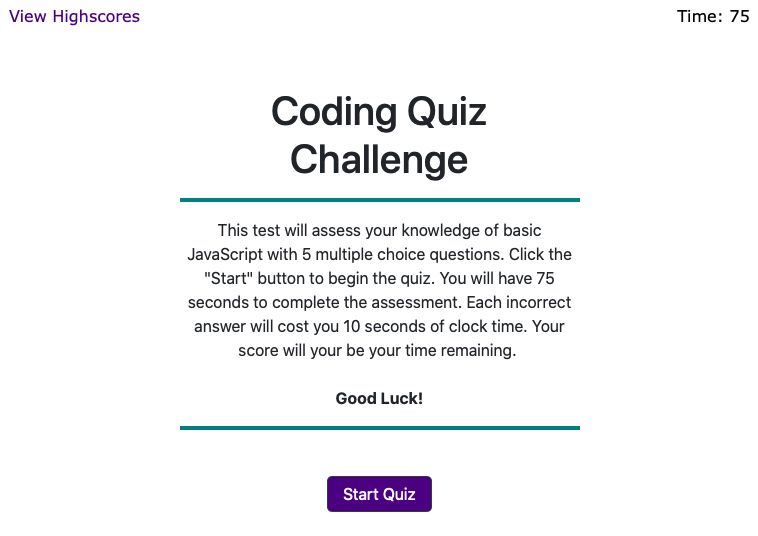 View Highscores
Time: 75
Coding Quiz
Challenge
This test will assess your knowledge of basic
JavaScript with 5 multiple choice questions. Click the
"Start" button to begin the quiz. You will have 75
seconds to complete the assessment. Each incorrect
answer will cost you 10 seconds of clock time. Your
score will your be your time remaining.
Good Luck!
Start Quiz